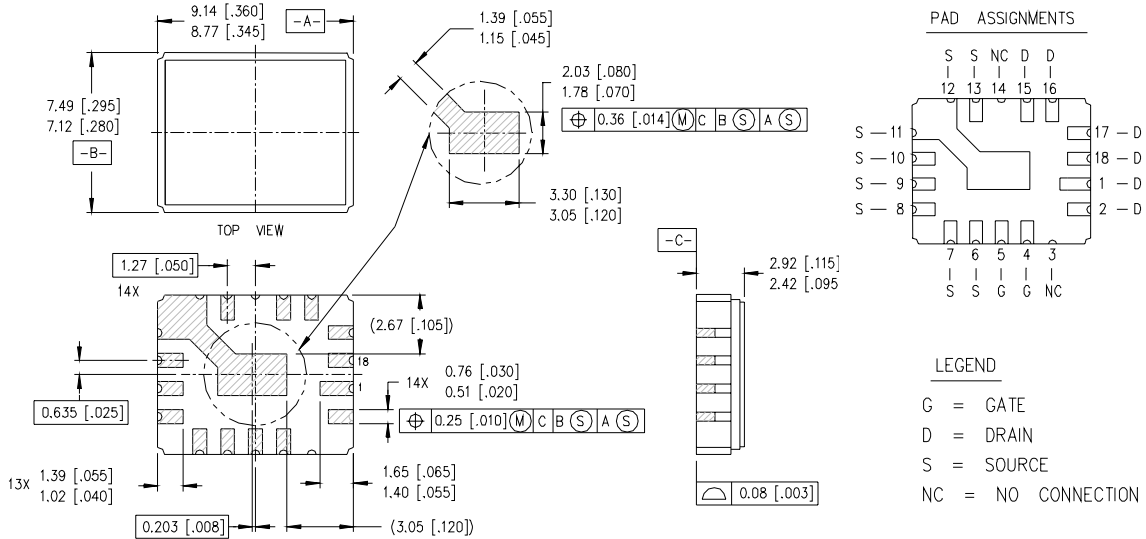 9.14 [.360]
8.77 [.345]
-A-
7.49 [.295]
7.12 [.280]
-B-
TOP VIEW
1.39 [.055]
1.15 [.045]
2.03 [.080]
1.78 [.070]
⌖ 0.36 [.014] Ⓜ C B Ⓢ A Ⓢ
3.30 [.130]
3.05 [.120]
PAD ASSIGNMENTS
S S NC D D
12 13 14 15 16
S — 11
S — 10
S — 9
S — 8
17 — D
18 — D
1 — D
2 — D
7 6 5 4 3
S S G G NC
1.27 [.050]
14X
(2.67 [.105])
18
1
0.635 [.025]
14X
0.76 [.030]
0.51 [.020]
⌖ 0.25 [.010] Ⓜ C B Ⓢ A Ⓢ
13X
1.39 [.055]
1.02 [.040]
1.65 [.065]
1.40 [.055]
0.203 [.008]
(3.05 [.120])
-C-
2.92 [.115]
2.42 [.095
⌓ 0.08 [.003]
LEGEND
G = GATE
D = DRAIN
S = SOURCE
NC = NO CONNECTION